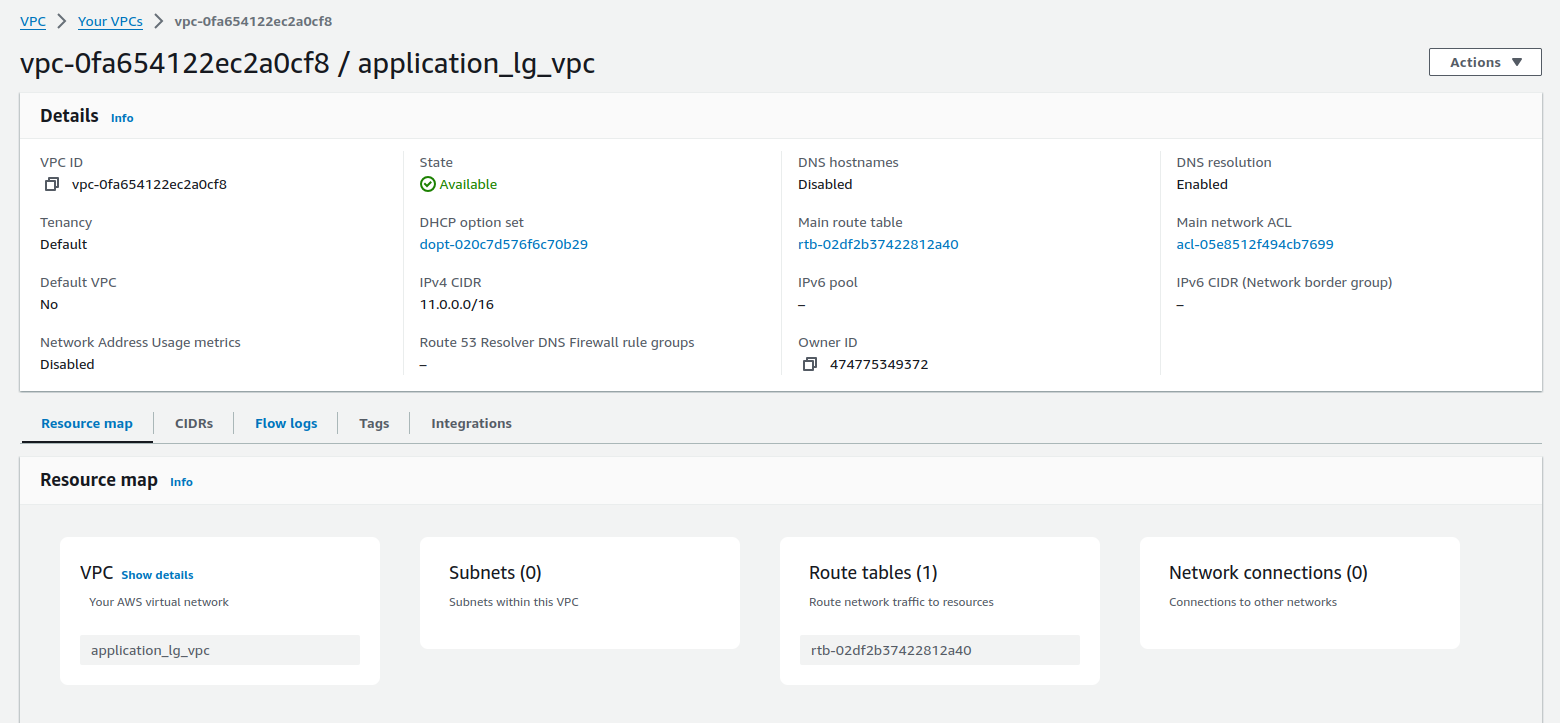 VPC > Your VPCs > vpc-0fa654122ec2a0cf8
vpc-0fa654122ec2a0cf8 / application_lg_vpc
Actions ▼
Details Info
VPC ID
vpc-0fa654122ec2a0cf8
State
Available
DNS hostnames
Disabled
DNS resolution
Enabled
Tenancy
Default
DHCP option set
dopt-020c7d576f6c70b29
Main route table
rtb-02df2b37422812a40
Main network ACL
acl-05e8512f494cb7699
Default VPC
No
IPv4 CIDR
11.0.0.0/16
IPv6 pool
–
IPv6 CIDR (Network border group)
–
Network Address Usage metrics
Disabled
Route 53 Resolver DNS Firewall rule groups
–
Owner ID
474775349372
Resource map CIDRs Flow logs Tags Integrations
Resource map Info
VPC Show details
Your AWS virtual network
application_lg_vpc
Subnets (0)
Subnets within this VPC
Route tables (1)
Route network traffic to resources
rtb-02df2b37422812a40
Network connections (0)
Connections to other networks